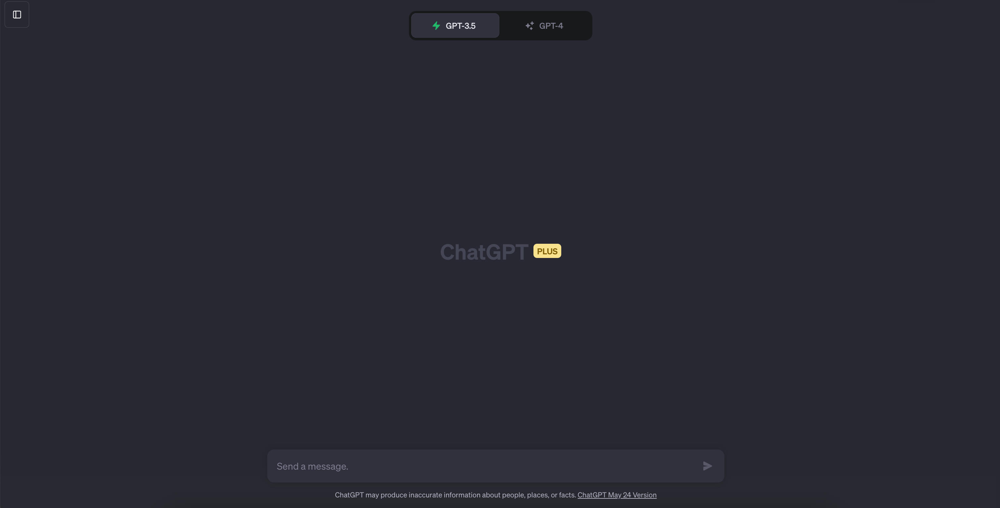 GPT-3.5
GPT-4
ChatGPT PLUS
Send a message.
ChatGPT may produce inaccurate information about people, places, or facts. ChatGPT May 24 Version